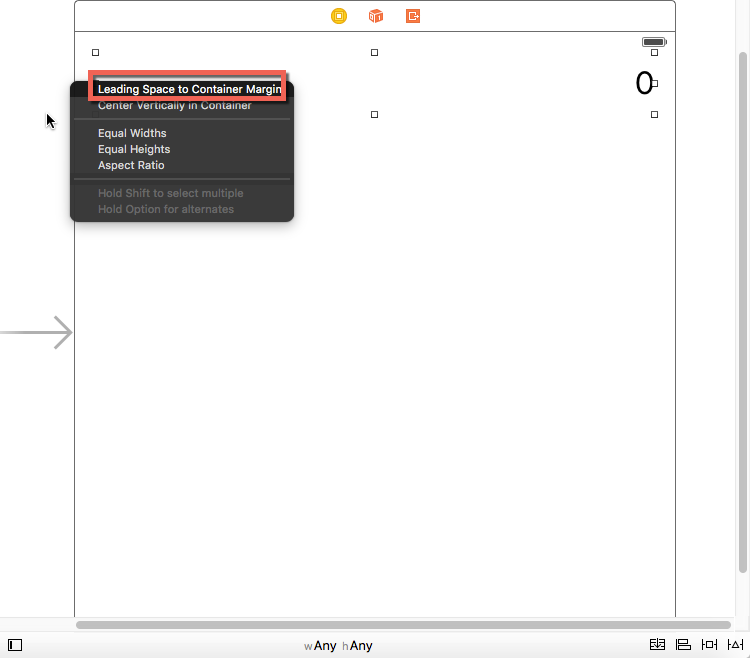 0
Leading Space to Container Margin
Center Vertically in Container
Equal Widths
Equal Heights
Aspect Ratio
Hold Shift to select multiple
Hold Option for alternates
wAny hAny